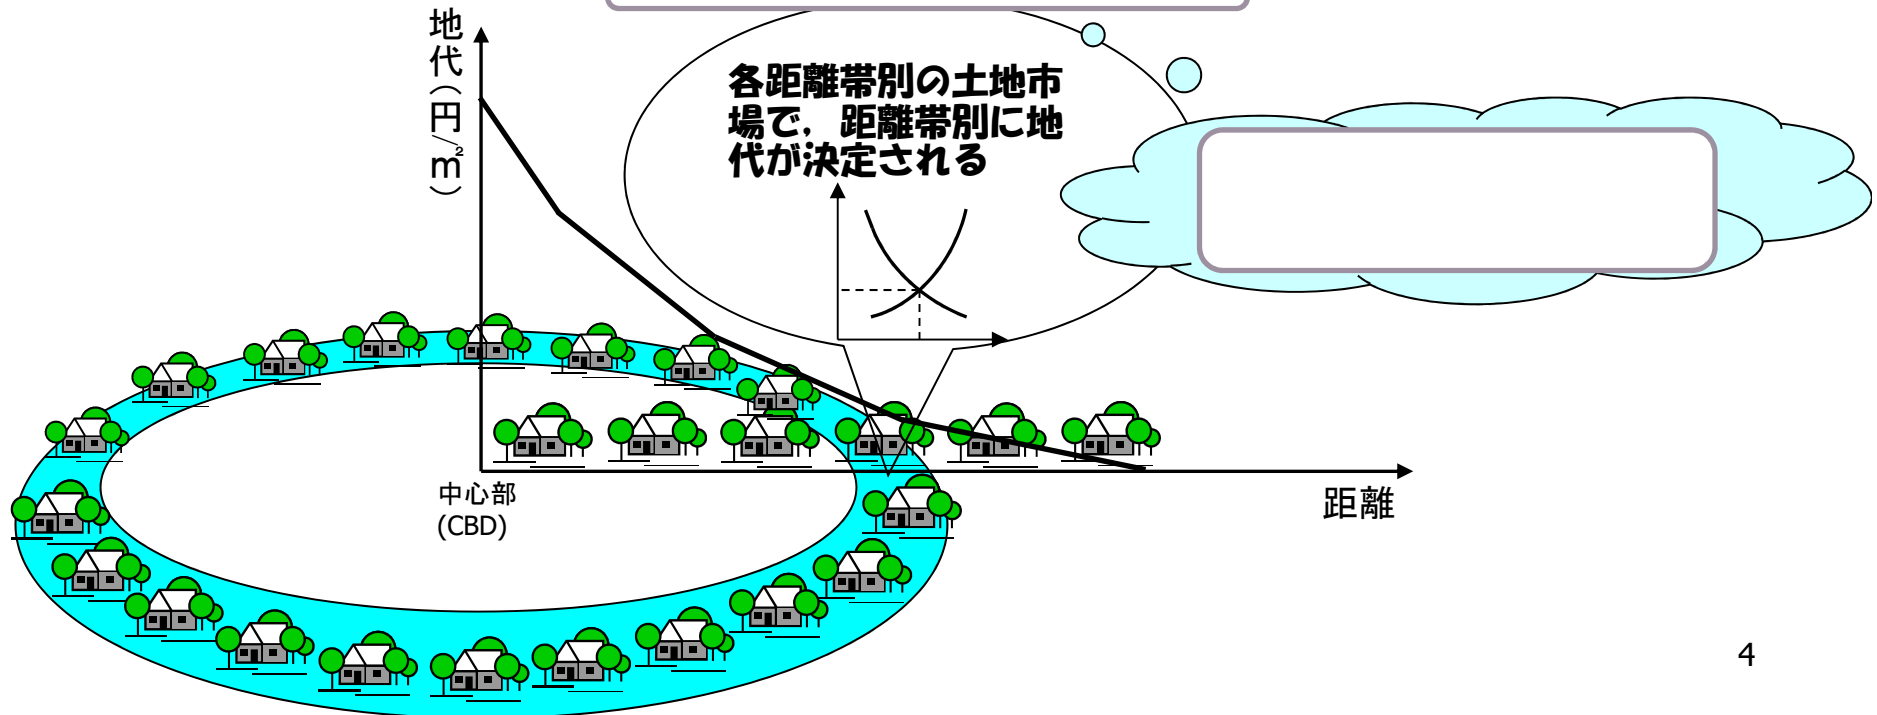 地代(円/㎡)
各距離帯別の土地市
場で，距離帯別に地
代が決定される
中心部
(CBD)
距離
4